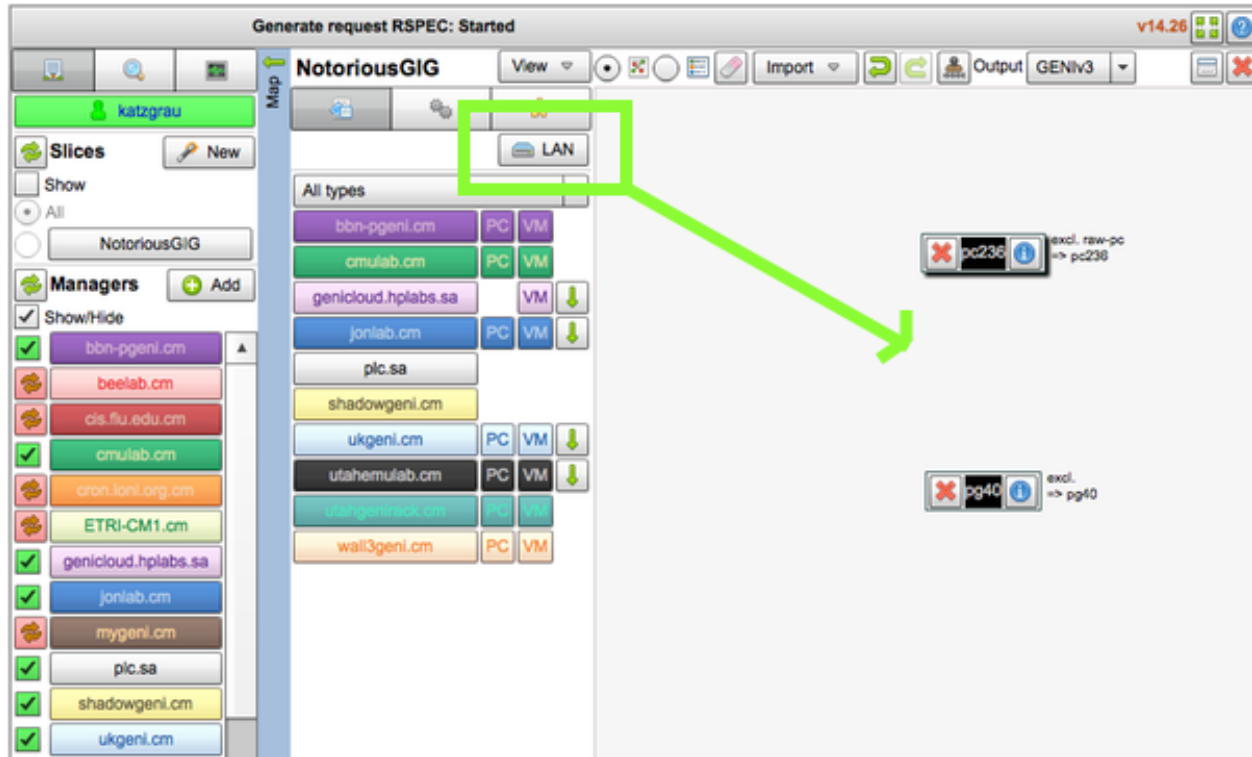 Generate request RSPEC: Started
v14.26
katzgrau
Slices
New
Show
All
NotoriousGIG
Managers
Add
Show/Hide
bbn-pgeni.cm
beelab.cm
cis.fiu.edu.cm
cmulab.cm
cron.loni.org.cm
ETRI-CM1.cm
genicloud.hplabs.sa
jonlab.cm
mygeni.cm
plc.sa
shadowgeni.cm
ukgeni.cm
Map
NotoriousGIG
View
Import
Output
GENIv3
LAN
All types
bbn-pgeni.cm PC VM
cmulab.cm PC VM
genicloud.hplabs.sa VM
jonlab.cm PC VM
plc.sa
shadowgeni.cm
ukgeni.cm PC VM
utahemulab.cm PC VM
utahgenirack.cm PC VM
wall3geni.cm PC VM
pc236
excl. raw-pc
=> pc236
pg40
excl.
=> pg40